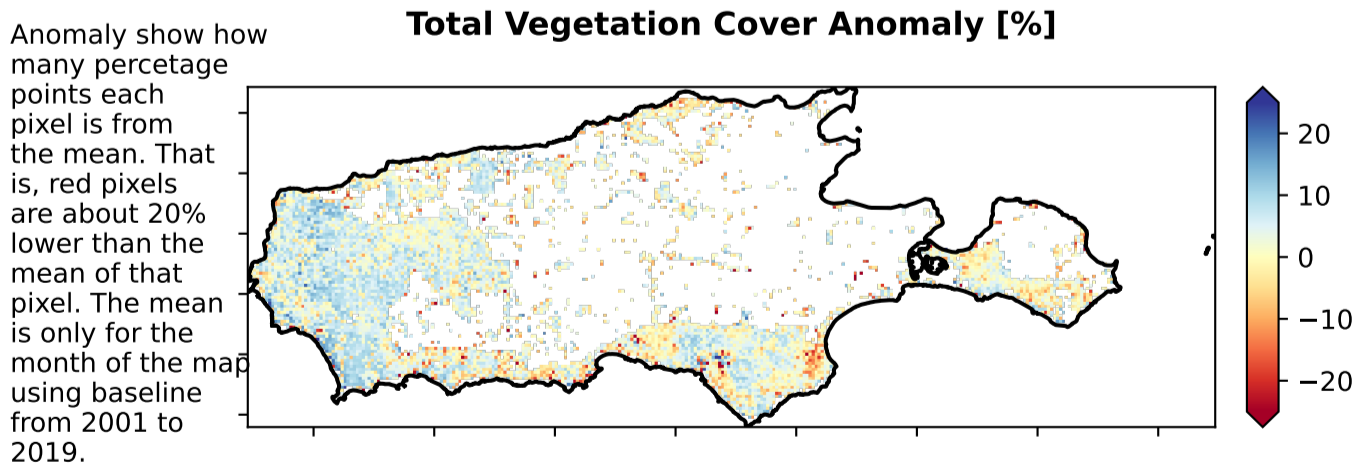 Total Vegetation Cover Anomaly [%]
Anomaly show how
many percetage
points each
pixel is from
the mean. That
is, red pixels
are about 20%
lower than the
mean of that
pixel. The mean
is only for the
month of the map
using baseline
from 2001 to
2019.
20
10
0
−10
−20